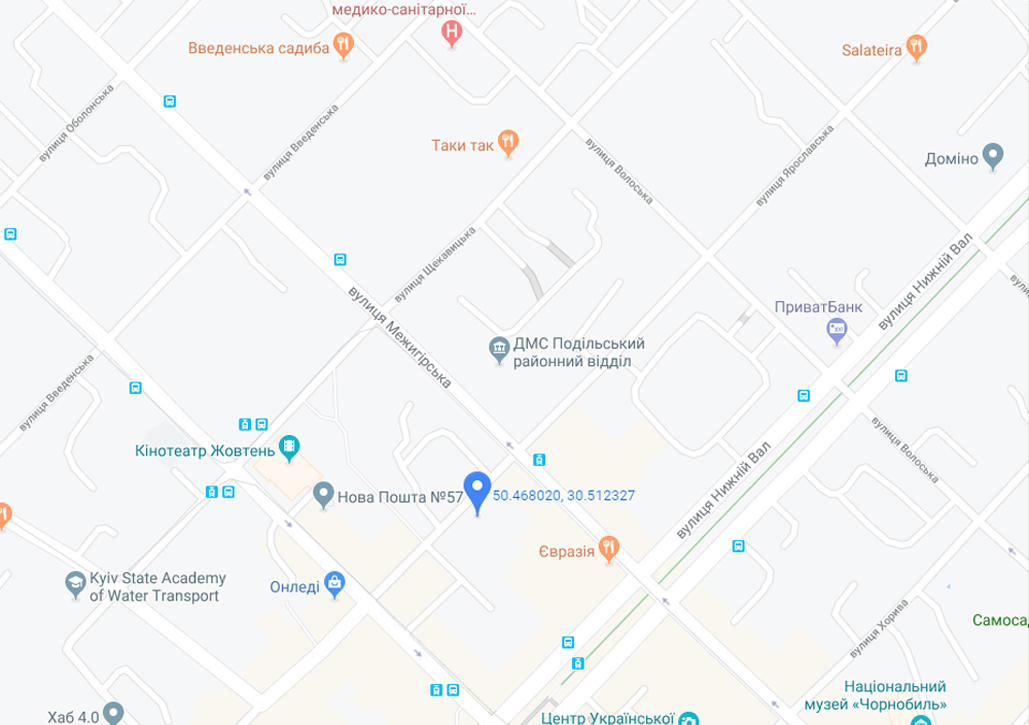 медико-санітарної...
Введенська садиба
Salateira
вулиця Оболонська
вулиця Введенська
Таки так
вулиця Волоська
вулиця Ярославська
Доміно
вулиця Щекавицька
вулиця Нижній Вал
вулиця Межигірська
ПриватБанк
ДМС Подільський
районний відділ
вулиця Введенська
Кінотеатр Жовтень
вулиця Волоська
вулиця Нижній Вал
Нова Пошта №57
50.468020, 30.512327
Євразія
Kyiv State Academy
of Water Transport
Онледі
вулиця Хорива
Самосад
Національний
музей «Чорнобиль»
Хаб 4.0
Центр Української